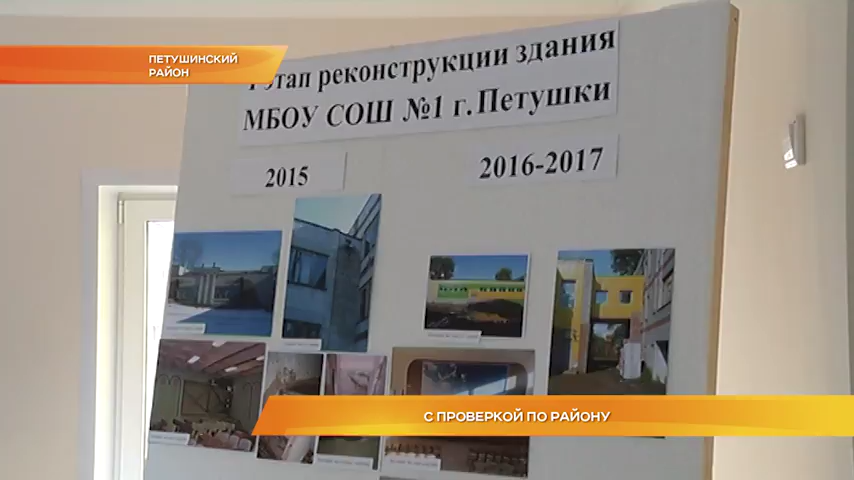 ПЕТУШИНСКИЙ
РАЙОН
этап реконструкции здания
МБОУ СОШ №1 г. Петушки
2015
2016-2017
С ПРОВЕРКОЙ ПО РАЙОНУ